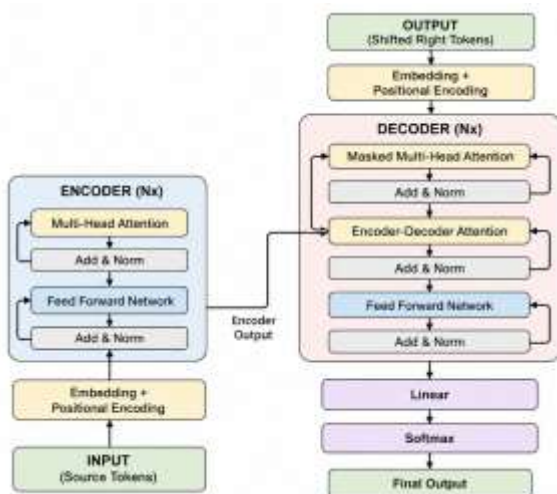 OUTPUT
(Shifted Right Tokens)
Embedding +
Positional Encoding
DECODER (Nx)
Masked Multi-Head Attention
Add & Norm
Encoder-Decoder Attention
Add & Norm
Feed Forward Network
Add & Norm
Linear
Softmax
Final Output
ENCODER (Nx)
Multi-Head Attention
Add & Norm
Feed Forward Network
Add & Norm
Encoder
Output
Embedding +
Positional Encoding
INPUT
(Source Tokens)